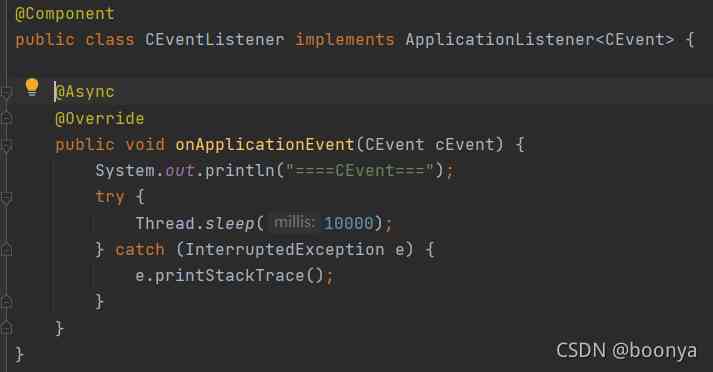 @Component
public class CEventListener implements ApplicationListener<CEvent> {
@Async
@Override
public void onApplicationEvent(CEvent cEvent) {
System.out.println("====CEvent===");
try {
Thread.sleep( millis: 10000);
} catch (InterruptedException e) {
e.printStackTrace();
}
}
}
CSDN @boonya